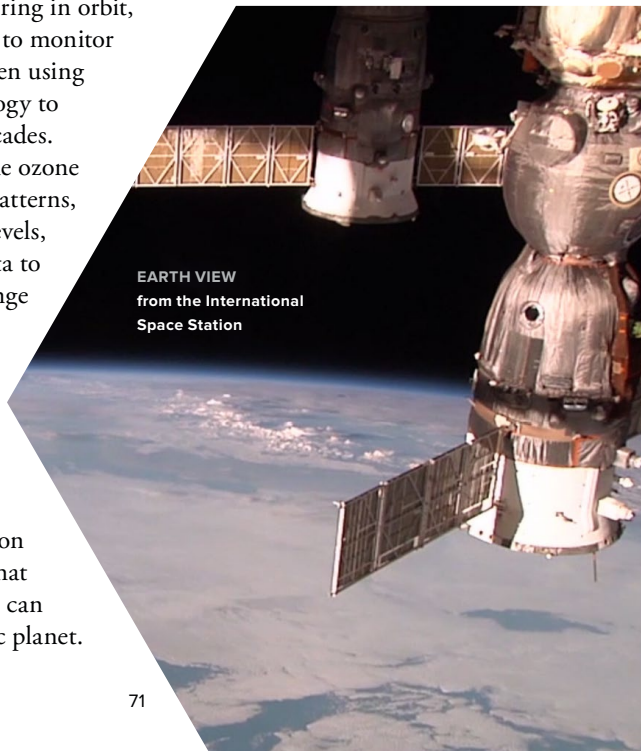 ring in orbit,
to monitor
en using
ogy to
cades.
e ozone
atterns,
evels,
ta to
nge
EARTH VIEW
from the International
Space Station
on
hat
can
c planet.
71